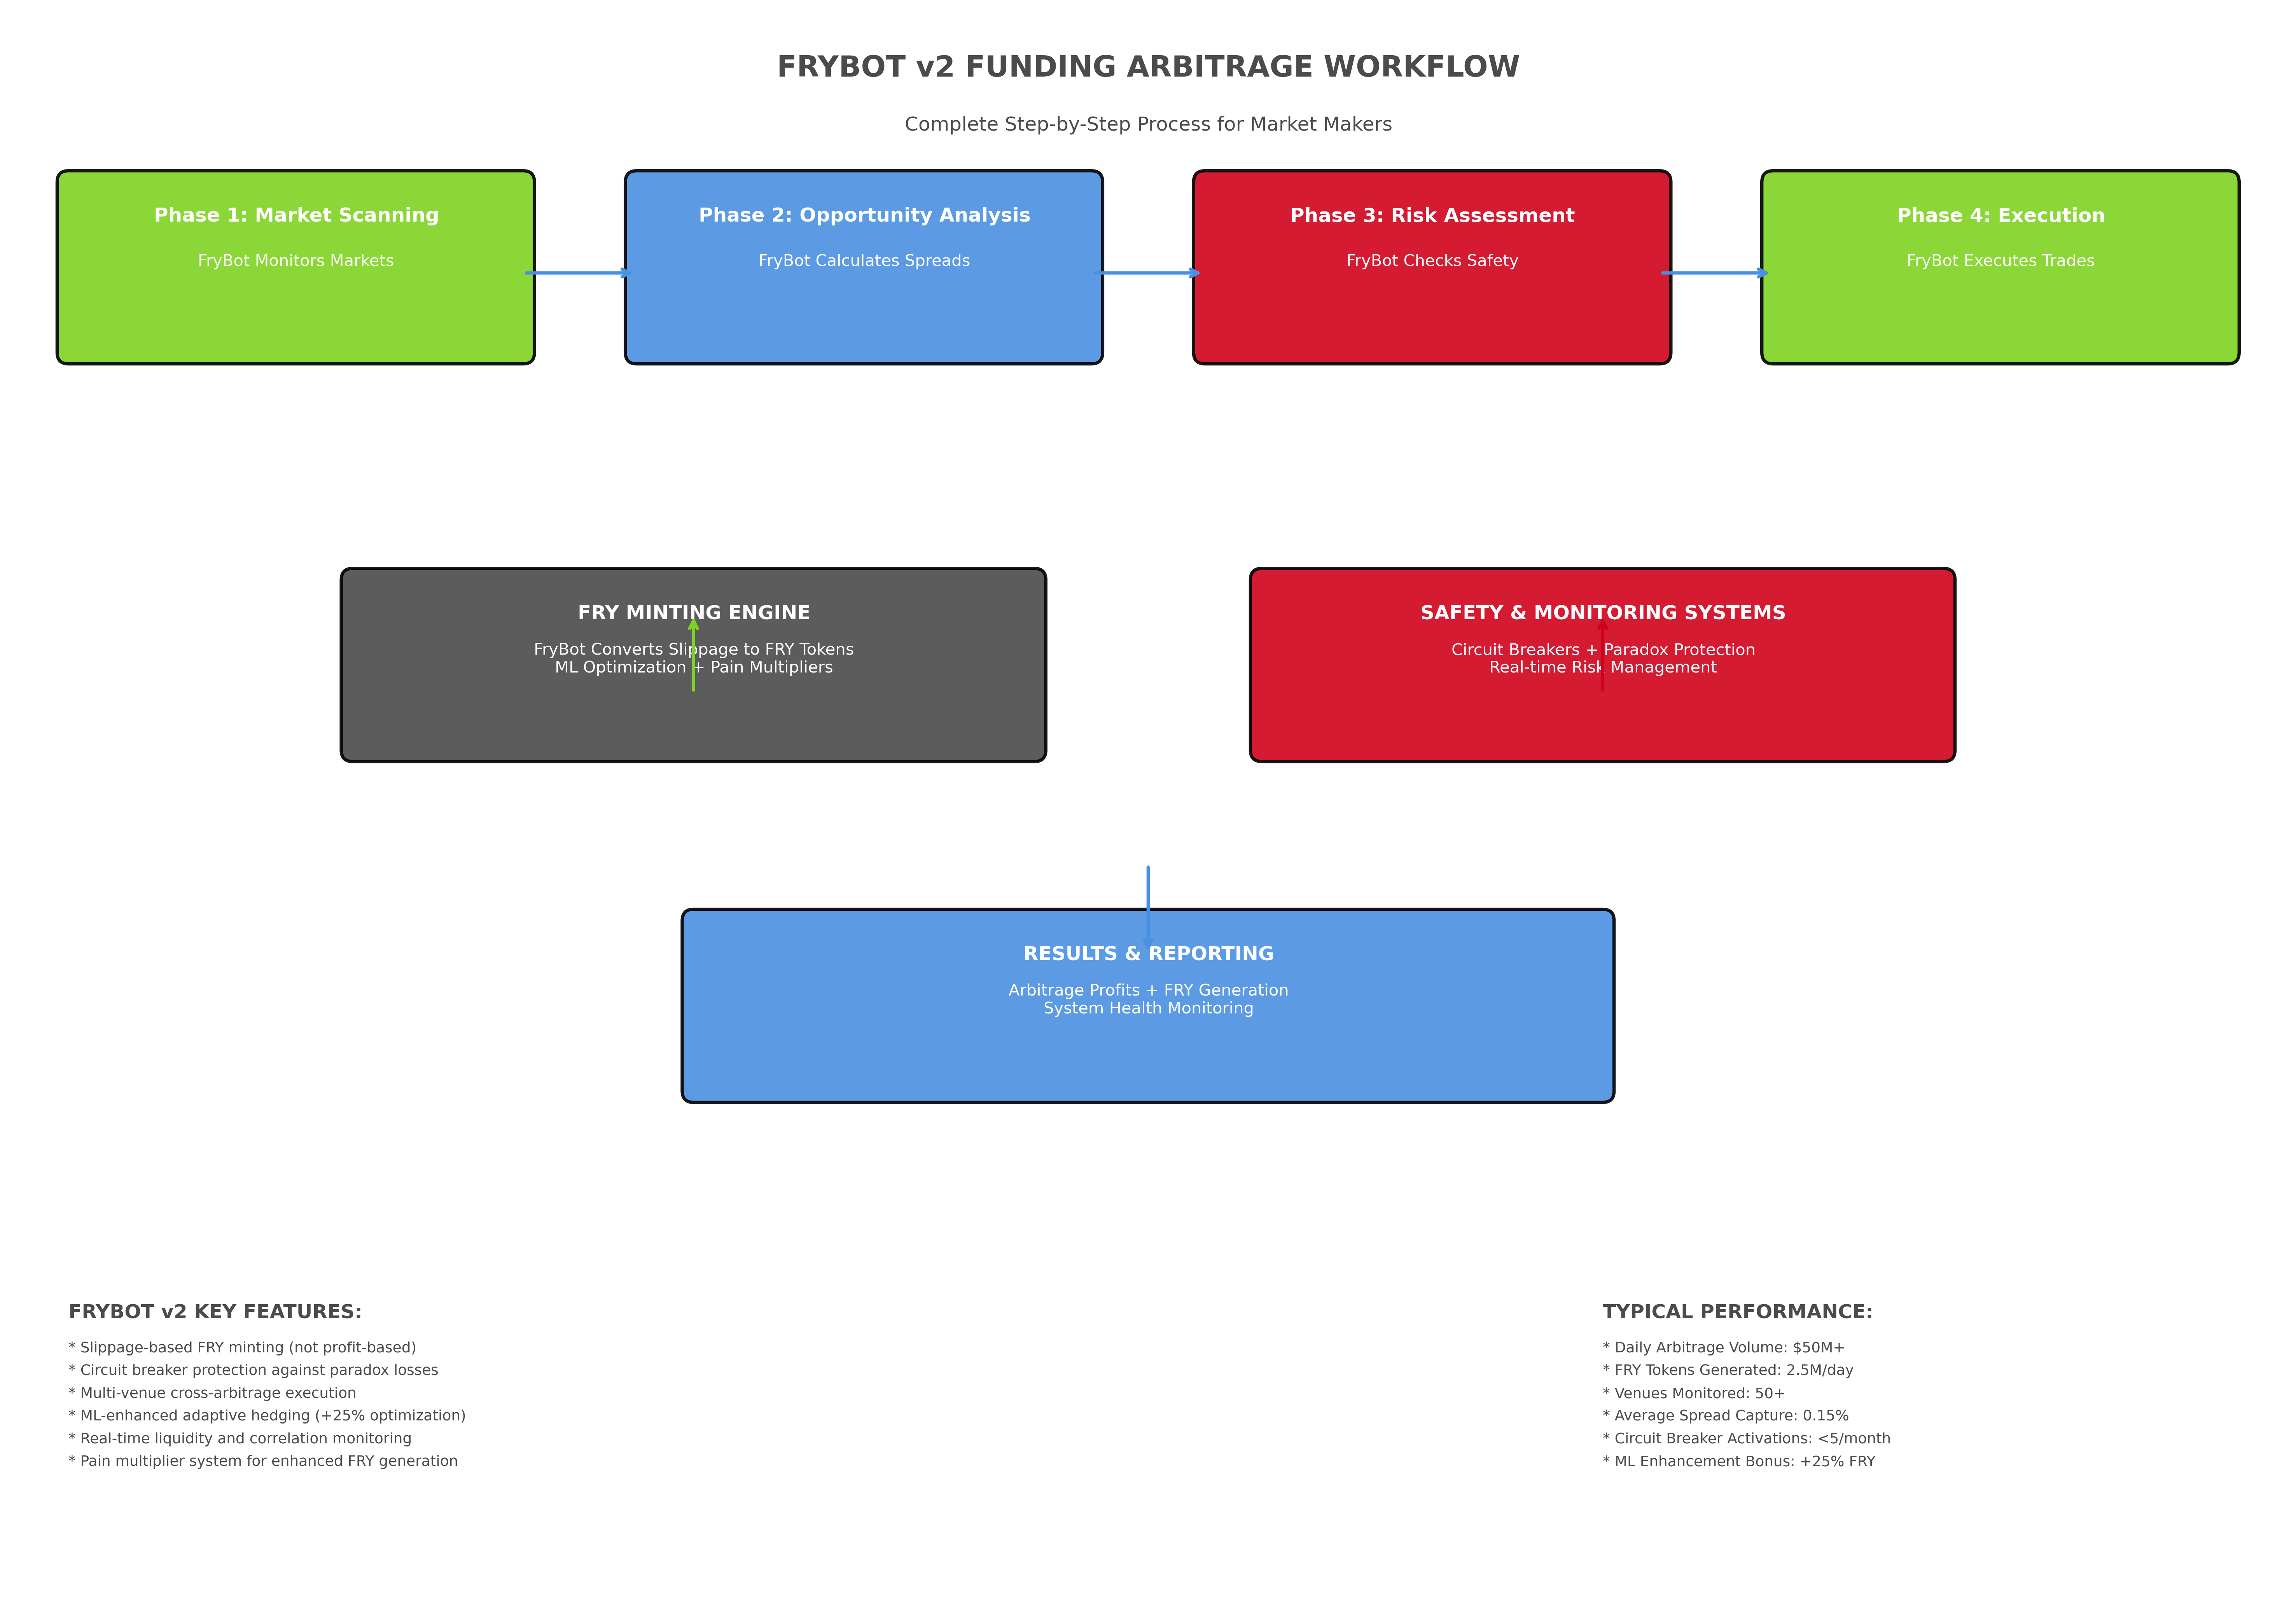 FRYBOT v2 FUNDING ARBITRAGE WORKFLOW
Complete Step-by-Step Process for Market Makers
Phase 1: Market Scanning
FryBot Monitors Markets
Phase 2: Opportunity Analysis
FryBot Calculates Spreads
Phase 3: Risk Assessment
FryBot Checks Safety
Phase 4: Execution
FryBot Executes Trades
FRY MINTING ENGINE
FryBot Converts Slippage to FRY Tokens
ML Optimization + Pain Multipliers
SAFETY & MONITORING SYSTEMS
Circuit Breakers + Paradox Protection
Real-time Risk Management
RESULTS & REPORTING
Arbitrage Profits + FRY Generation
System Health Monitoring
FRYBOT v2 KEY FEATURES:
* Slippage-based FRY minting (not profit-based)
* Circuit breaker protection against paradox losses
* Multi-venue cross-arbitrage execution
* ML-enhanced adaptive hedging (+25% optimization)
* Real-time liquidity and correlation monitoring
* Pain multiplier system for enhanced FRY generation
TYPICAL PERFORMANCE:
* Daily Arbitrage Volume: $50M+
* FRY Tokens Generated: 2.5M/day
* Venues Monitored: 50+
* Average Spread Capture: 0.15%
* Circuit Breaker Activations: <5/month
* ML Enhancement Bonus: +25% FRY